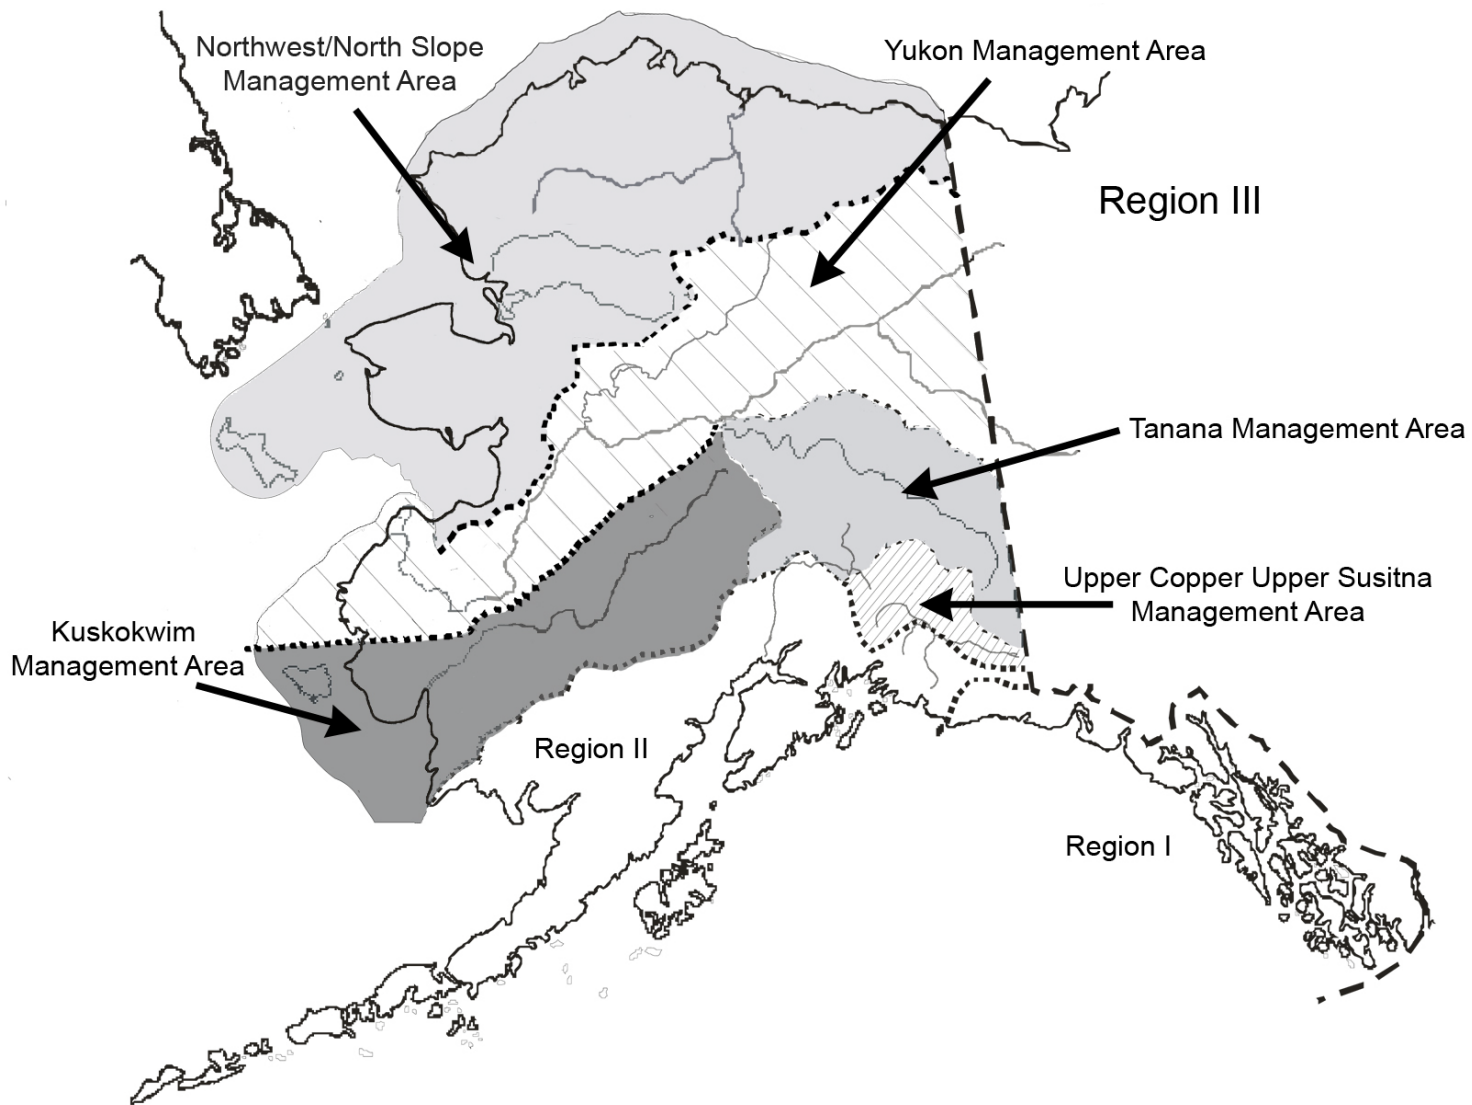 Northwest/North Slope
Management Area
Yukon Management Area
Region III
Tanana Management Area
Upper Copper Upper Susitna
Management Area
Kuskokwim
Management Area
Region II
Region I